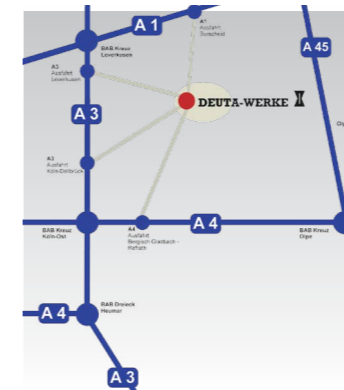 A1
Ausfahrt
Burscheid
A 1
A 45
BAB Kreuz
Leverkusen
A3
Ausfahrt
Leverkusen
DEUTA-WERKE
A 3
A3
Ausfahrt
Köln-Dellbrück
BAB Kreuz
Köln-Ost
A4
Ausfahrt
Bergisch-Gladbach -
Refrath
A 4
BAB Kreuz
Olpe
BAB Dreieck
Heumar
A 4
A 3